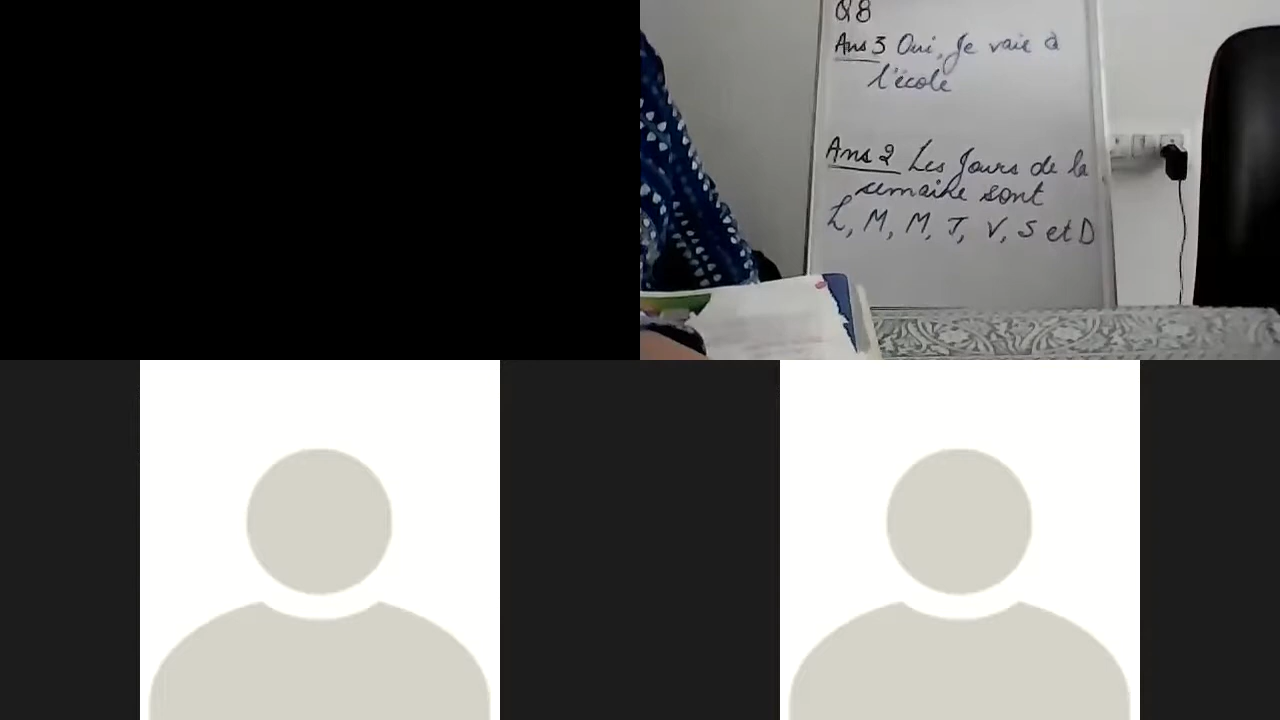 Q8
Ans 3 Oui, Je vais à
l'école
Ans 2 Les Jours de la
semaine sont
L, M, M, J, V, S et D